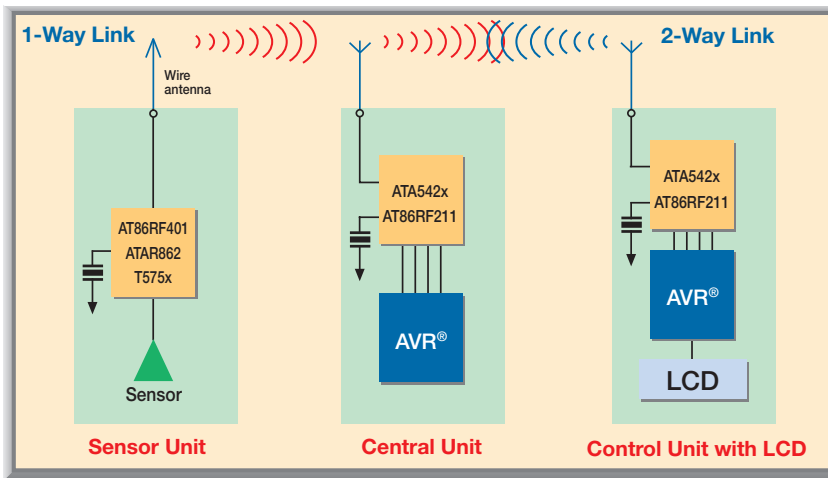 1-Way Link
2-Way Link
Wire
antenna
AT86RF401
ATAR862
T575x
Sensor
Sensor Unit
ATA542x
AT86RF211
AVR®
Central Unit
ATA542x
AT86RF211
AVR®
LCD
Control Unit with LCD